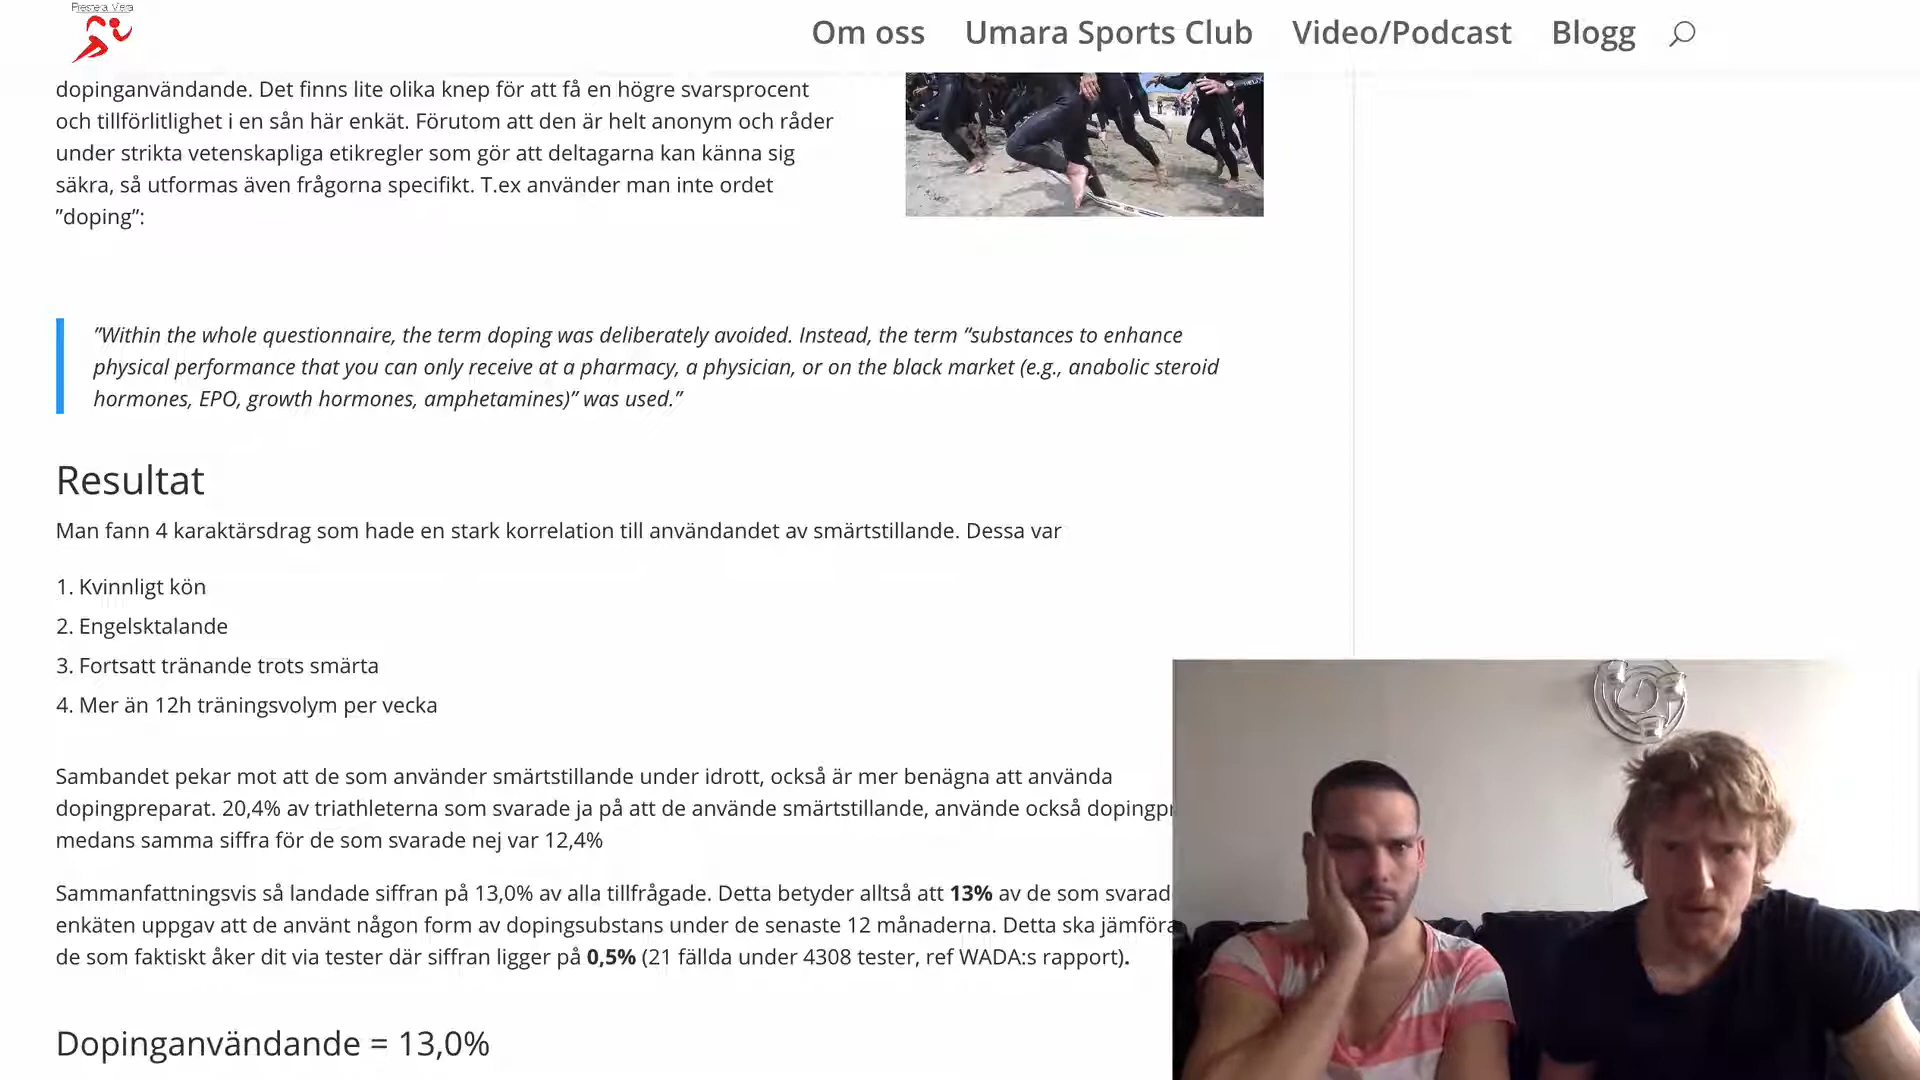 Prestera Mera
Om oss
Umara Sports Club
Video/Podcast
Blogg
dopinganvändande. Det finns lite olika knep för att få en högre svarsprocent
och tillförlitlighet i en sån här enkät. Förutom att den är helt anonym och råder
under strikta vetenskapliga etikregler som gör att deltagarna kan känna sig
säkra, så utformas även frågorna specifikt. T.ex använder man inte ordet
”doping”:
”Within the whole questionnaire, the term doping was deliberately avoided. Instead, the term “substances to enhance
physical performance that you can only receive at a pharmacy, a physician, or on the black market (e.g., anabolic steroid
hormones, EPO, growth hormones, amphetamines)” was used.”
Resultat
Man fann 4 karaktärsdrag som hade en stark korrelation till användandet av smärtstillande. Dessa var
1. Kvinnligt kön
2. Engelsktalande
3. Fortsatt tränande trots smärta
4. Mer än 12h träningsvolym per vecka
Sambandet pekar mot att de som använder smärtstillande under idrott, också är mer benägna att använda
dopingpreparat. 20,4% av triathleterna som svarade ja på att de använde smärtstillande, använde också dopingpr
medans samma siffra för de som svarade nej var 12,4%
Sammanfattningsvis så landade siffran på 13,0% av alla tillfrågade. Detta betyder alltså att 13% av de som svarad
enkäten uppgav att de använt någon form av dopingsubstans under de senaste 12 månaderna. Detta ska jämföra
de som faktiskt åker dit via tester där siffran ligger på 0,5% (21 fällda under 4308 tester, ref WADA:s rapport).
Dopinganvändande = 13,0%